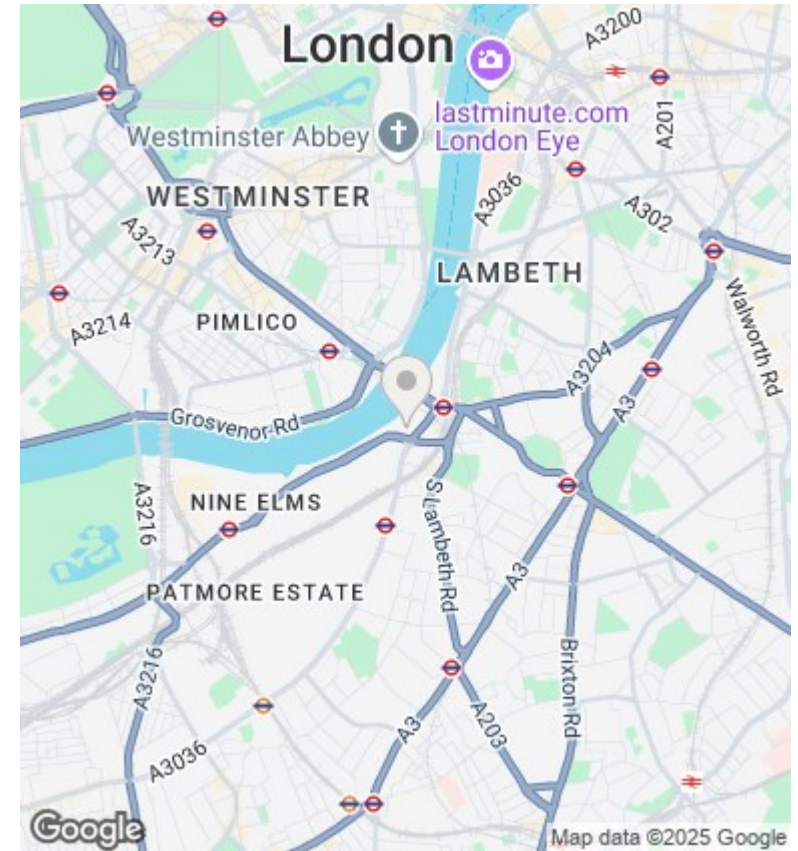 London
A3200
lastminute.com
London Eye
A201
Westminster Abbey
A3036
WESTMINSTER
A302
A3213
LAMBETH
Walworth Rd
A3214
PIMLICO
A3204
A3
Grosvenor Rd
A3216
NINE ELMS
S Lambeth Rd
A3
PATMORE ESTATE
A3216
Brixton Rd
A203
A3
A3036
Google
Map data ©2025 Google